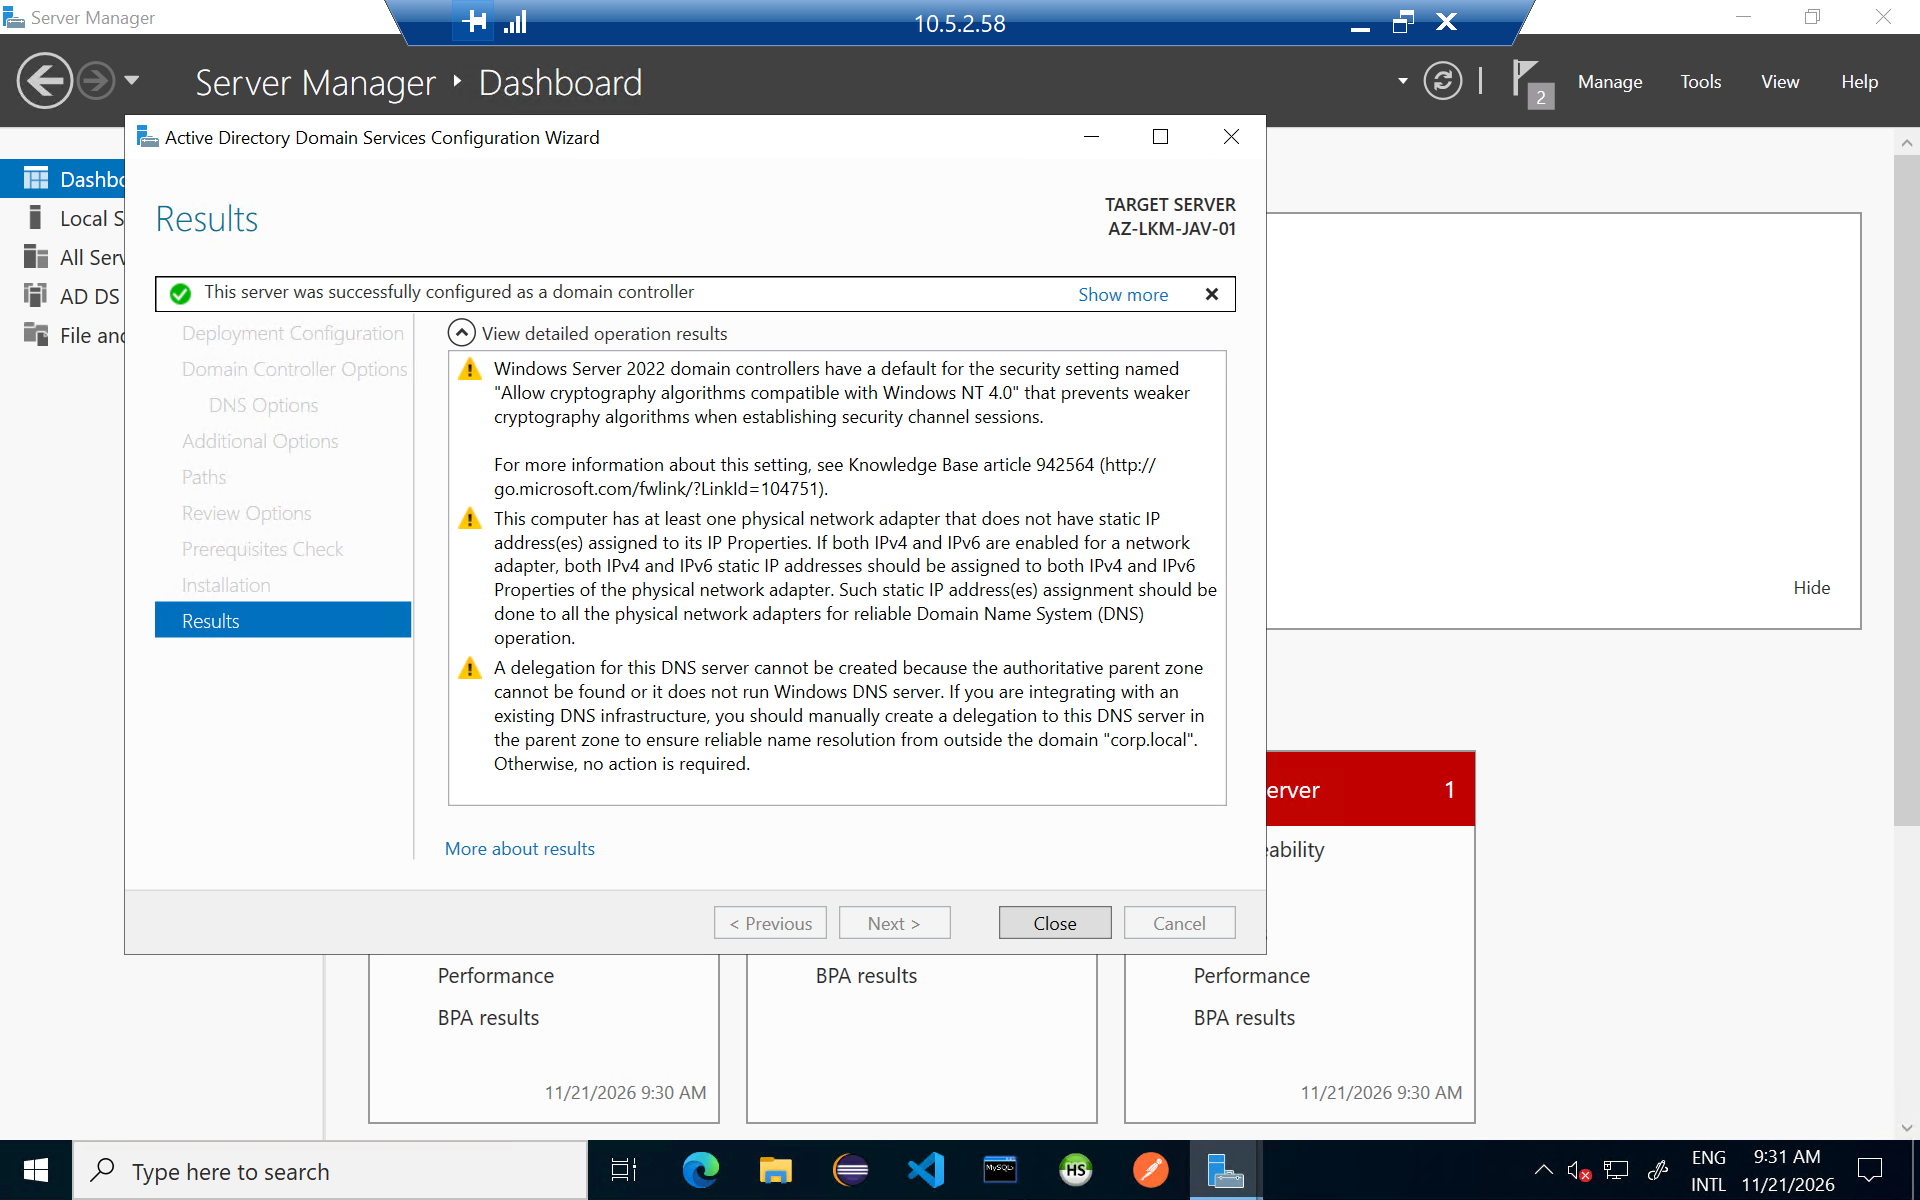 Server Manager
10.5.2.58
Server Manager
Dashboard
2
Manage
Tools
View
Help
Active Directory Domain Services Configuration Wizard
Dashbo
Local S
All Serv
AD DS
File and
Results
TARGET SERVER
AZ-LKM-JAV-01
This server was successfully configured as a domain controller
Show more
Deployment Configuration
Domain Controller Options
DNS Options
Additional Options
Paths
Review Options
Prerequisites Check
Installation
Results
View detailed operation results
Windows Server 2022 domain controllers have a default for the security setting named
"Allow cryptography algorithms compatible with Windows NT 4.0" that prevents weaker
cryptography algorithms when establishing security channel sessions.
For more information about this setting, see Knowledge Base article 942564 (http://
go.microsoft.com/fwlink/?LinkId=104751).
This computer has at least one physical network adapter that does not have static IP
address(es) assigned to its IP Properties. If both IPv4 and IPv6 are enabled for a network
adapter, both IPv4 and IPv6 static IP addresses should be assigned to both IPv4 and IPv6
Properties of the physical network adapter. Such static IP address(es) assignment should be
done to all the physical network adapters for reliable Domain Name System (DNS)
operation.
A delegation for this DNS server cannot be created because the authoritative parent zone
cannot be found or it does not run Windows DNS server. If you are integrating with an
existing DNS infrastructure, you should manually create a delegation to this DNS server in
the parent zone to ensure reliable name resolution from outside the domain "corp.local".
Otherwise, no action is required.
More about results
< Previous
Next >
Close
Cancel
Hide
erver
1
eability
Performance
BPA results
11/21/2026 9:30 AM
BPA results
Performance
BPA results
11/21/2026 9:30 AM
Type here to search
MySQL
HS
ENG
INTL
9:31 AM
11/21/2026